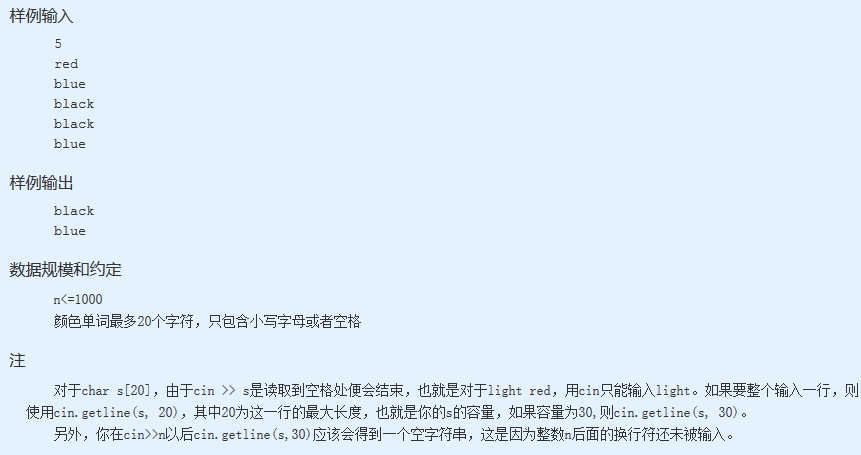 样例输入
5
red
blue
black
black
blue
样例输出
black
blue
数据规模和约定
n<=1000
颜色单词最多20个字符，只包含小写字母或者空格
注
对于char s[20]，由于cin >> s是读取到空格处便会结束，也就是对于light red，用cin只能输入light。如果要整个输入一行，则
使用cin.getline(s, 20)，其中20为这一行的最大长度，也就是你的s的容量，如果容量为30,则cin.getline(s, 30)。
另外，你在cin>>n以后cin.getline(s,30)应该会得到一个空字符串，这是因为整数n后面的换行符还未被输入。